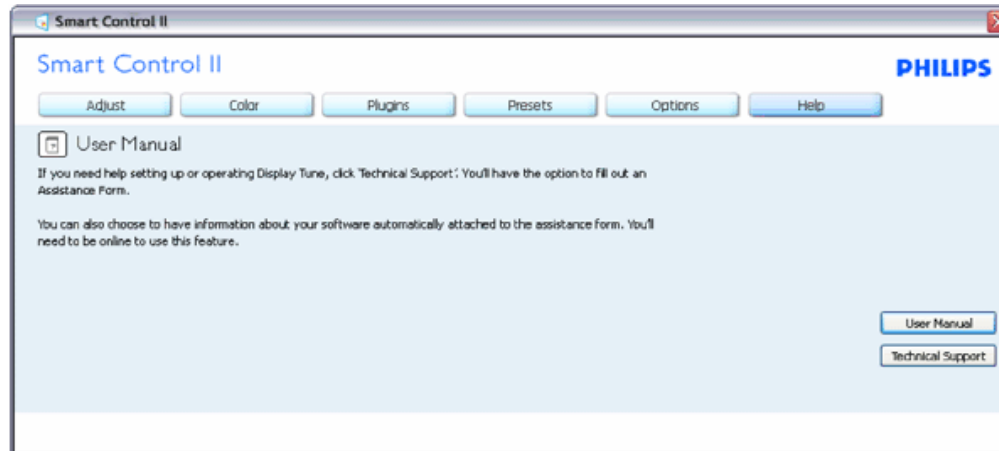 Smart Control II
Smart Control II
PHILIPS
Adjust Color Plugins Presets Options Help
User Manual
If you need help setting up or operating Display Tune, click 'Technical Support'. You'll have the option to fill out an
Assistance Form.
You can also choose to have information about your software automatically attached to the assistance form. You'll
need to be online to use this feature.
User Manual
Technical Support